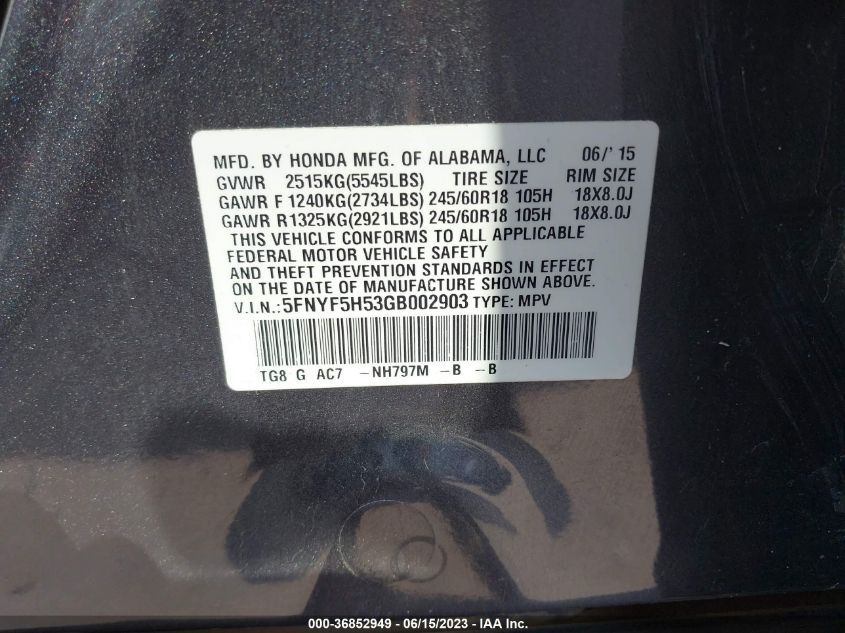 MFD. BY HONDA MFG. OF ALABAMA, LLC 06/'15
GVWR 2515KG(5545LBS) TIRE SIZE RIM SIZE
GAWR F 1240KG(2734LBS) 245/60R18 105H 18X8.0J
GAWR R1325KG(2921LBS) 245/60R18 105H 18X8.0J
THIS VEHICLE CONFORMS TO ALL APPLICABLE
FEDERAL MOTOR VEHICLE SAFETY
AND THEFT PREVENTION STANDARDS IN EFFECT
ON THE DATE OF MANUFACTURE SHOWN ABOVE.
V.I.N.:5FNYF5H53GB002903 TYPE: MPV
TG8 G AC7 -NH797M -B -B
000-36852949 - 06/15/2023 - IAA Inc.